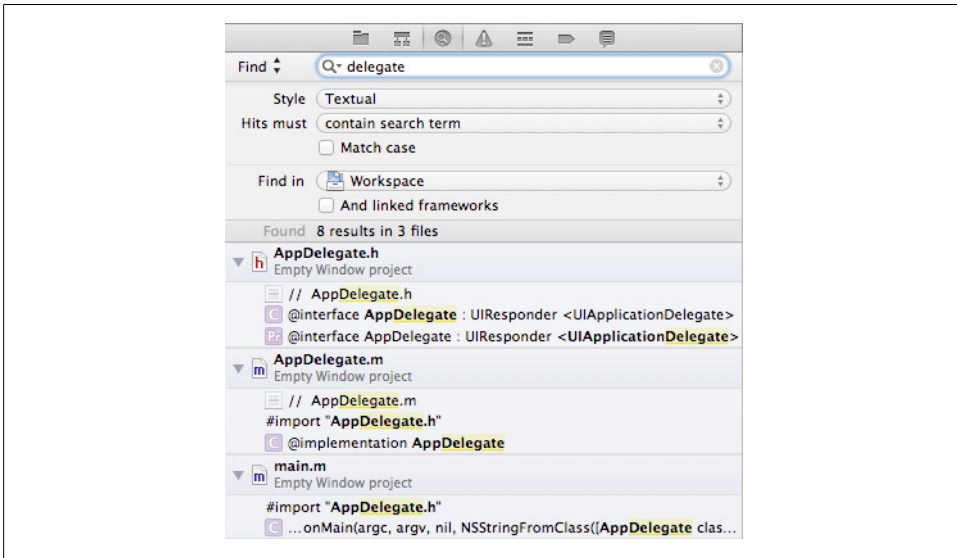 Find delegate
Style Textual
Hits must contain search term
Match case
Find in Workspace
And linked frameworks
Found 8 results in 3 files
h AppDelegate.h
Empty Window project
// AppDelegate.h
C @interface AppDelegate : UIResponder <UIApplicationDelegate>
Pr @interface AppDelegate : UIResponder <UIApplicationDelegate>
m AppDelegate.m
Empty Window project
// AppDelegate.m
#import "AppDelegate.h"
C @implementation AppDelegate
m main.m
Empty Window project
#import "AppDelegate.h"
C ...onMain(argc, argv, nil, NSStringFromClass([AppDelegate clas...